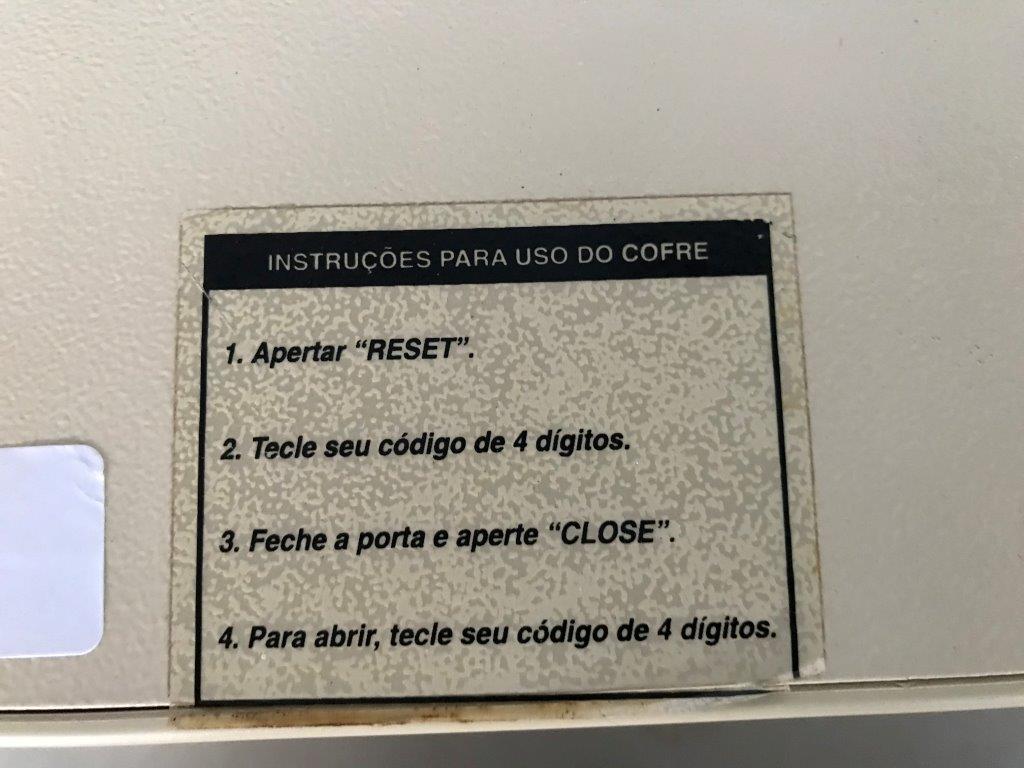 INSTRUÇÕES PARA USO DO COFRE
1. Apertar “RESET”.
2. Tecle seu código de 4 dígitos.
3. Feche a porta e aperte “CLOSE”.
4. Para abrir, tecle seu código de 4 dígitos.